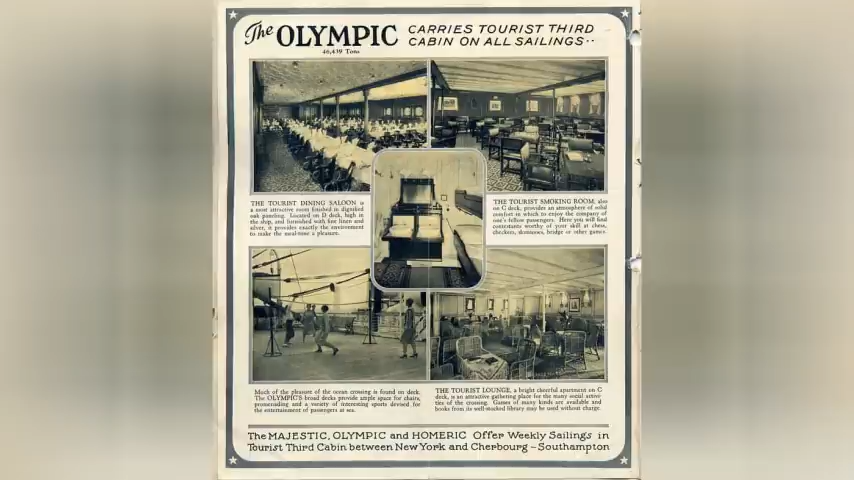 The OLYMPIC
46,439 Tons
CARRIES TOURIST THIRD
CABIN ON ALL SAILINGS··
THE TOURIST DINING SALOON is
a most attractive room finished in dignified
oak paneling. Located on D deck, high in
the ship, and furnished with fine linen and
silver, it provides exactly the environment
to make the meal-time a pleasure.
THE TOURIST SMOKING ROOM, also
on C deck, provides an atmosphere of solid
comfort in which to enjoy the company of
one's fellow passengers. Here you will find
contestants worthy of your skill at chess,
checkers, dominoes, bridge or other games.
Much of the pleasure of the ocean crossing is found on deck.
The OLYMPIC'S broad decks provide ample space for chairs,
promenading and a variety of interesting sports devised for
the entertainment of passengers at sea.
THE TOURIST LOUNGE, a bright cheerful apartment on C
deck, is an attractive gathering place for the many social activi-
ties of the crossing. Games of many kinds are available and
books from its well-stocked library may be used without charge.
The MAJESTIC, OLYMPIC and HOMERIC Offer Weekly Sailings in
Tourist Third Cabin between New York and Cherbourg – Southampton